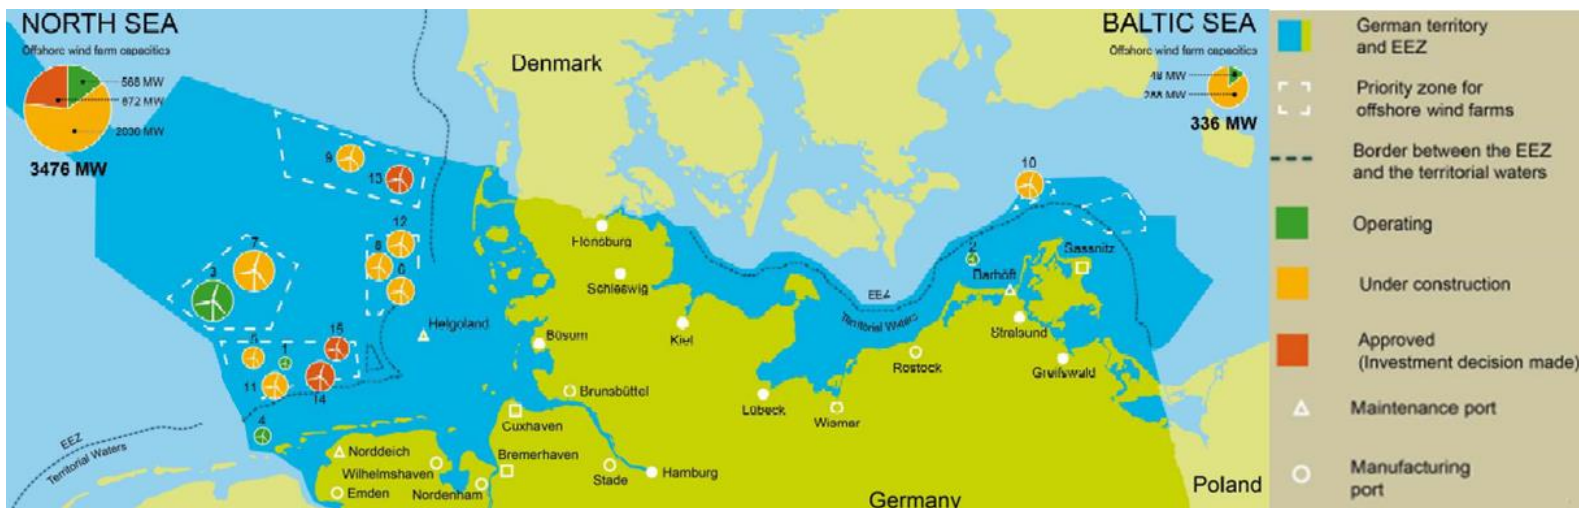 NORTH SEA
Offshore wind farm capacities
568 MW
872 MW
2036 MW
3476 MW
BALTIC SEA
Offshore wind farm capacities
48 MW
288 MW
336 MW
Denmark
9
13
12
8
6
7
3
15
5
1
11
14
4
10
2
Flensburg
Schleswig
Kiel
Helgoland
Büsum
Brunsbüttel
Cuxhaven
Bremerhaven
Stade
Hamburg
Norddeich
Wilhelmshaven
Emden
Nordenham
Lübeck
Wismar
Rostock
Sassnitz
Barhöft
Stralsund
Greifswald
EEZ
Territorial Waters
EEZ
Territorial Waters
Germany
Poland
German territory
and EEZ
Priority zone for
offshore wind farms
Border between the EEZ
and the territorial waters
Operating
Under construction
Approved
(Investment decision made)
Maintenance port
Manufacturing
port